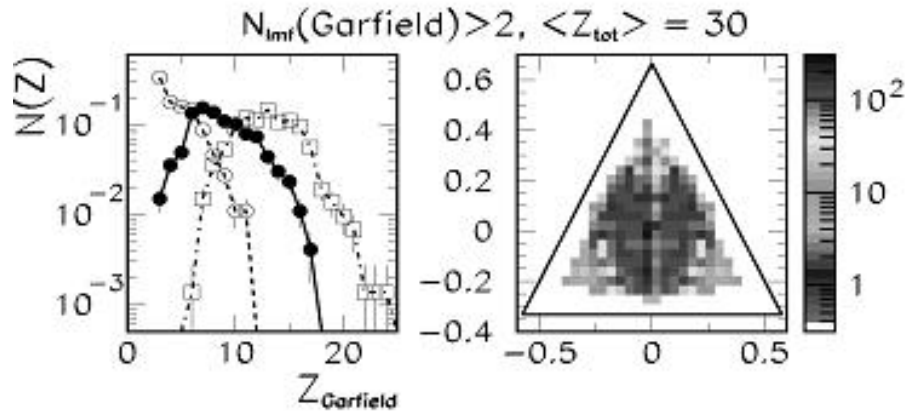 N_imf(Garfield)>2, <Z_tot> = 30
N(Z)
10^-1
10^-2
10^-3
0 10 20
Z_Garfield
0.6
0.4
0.2
0
-0.2
-0.4
-0.5 0 0.5
10^2
10
1